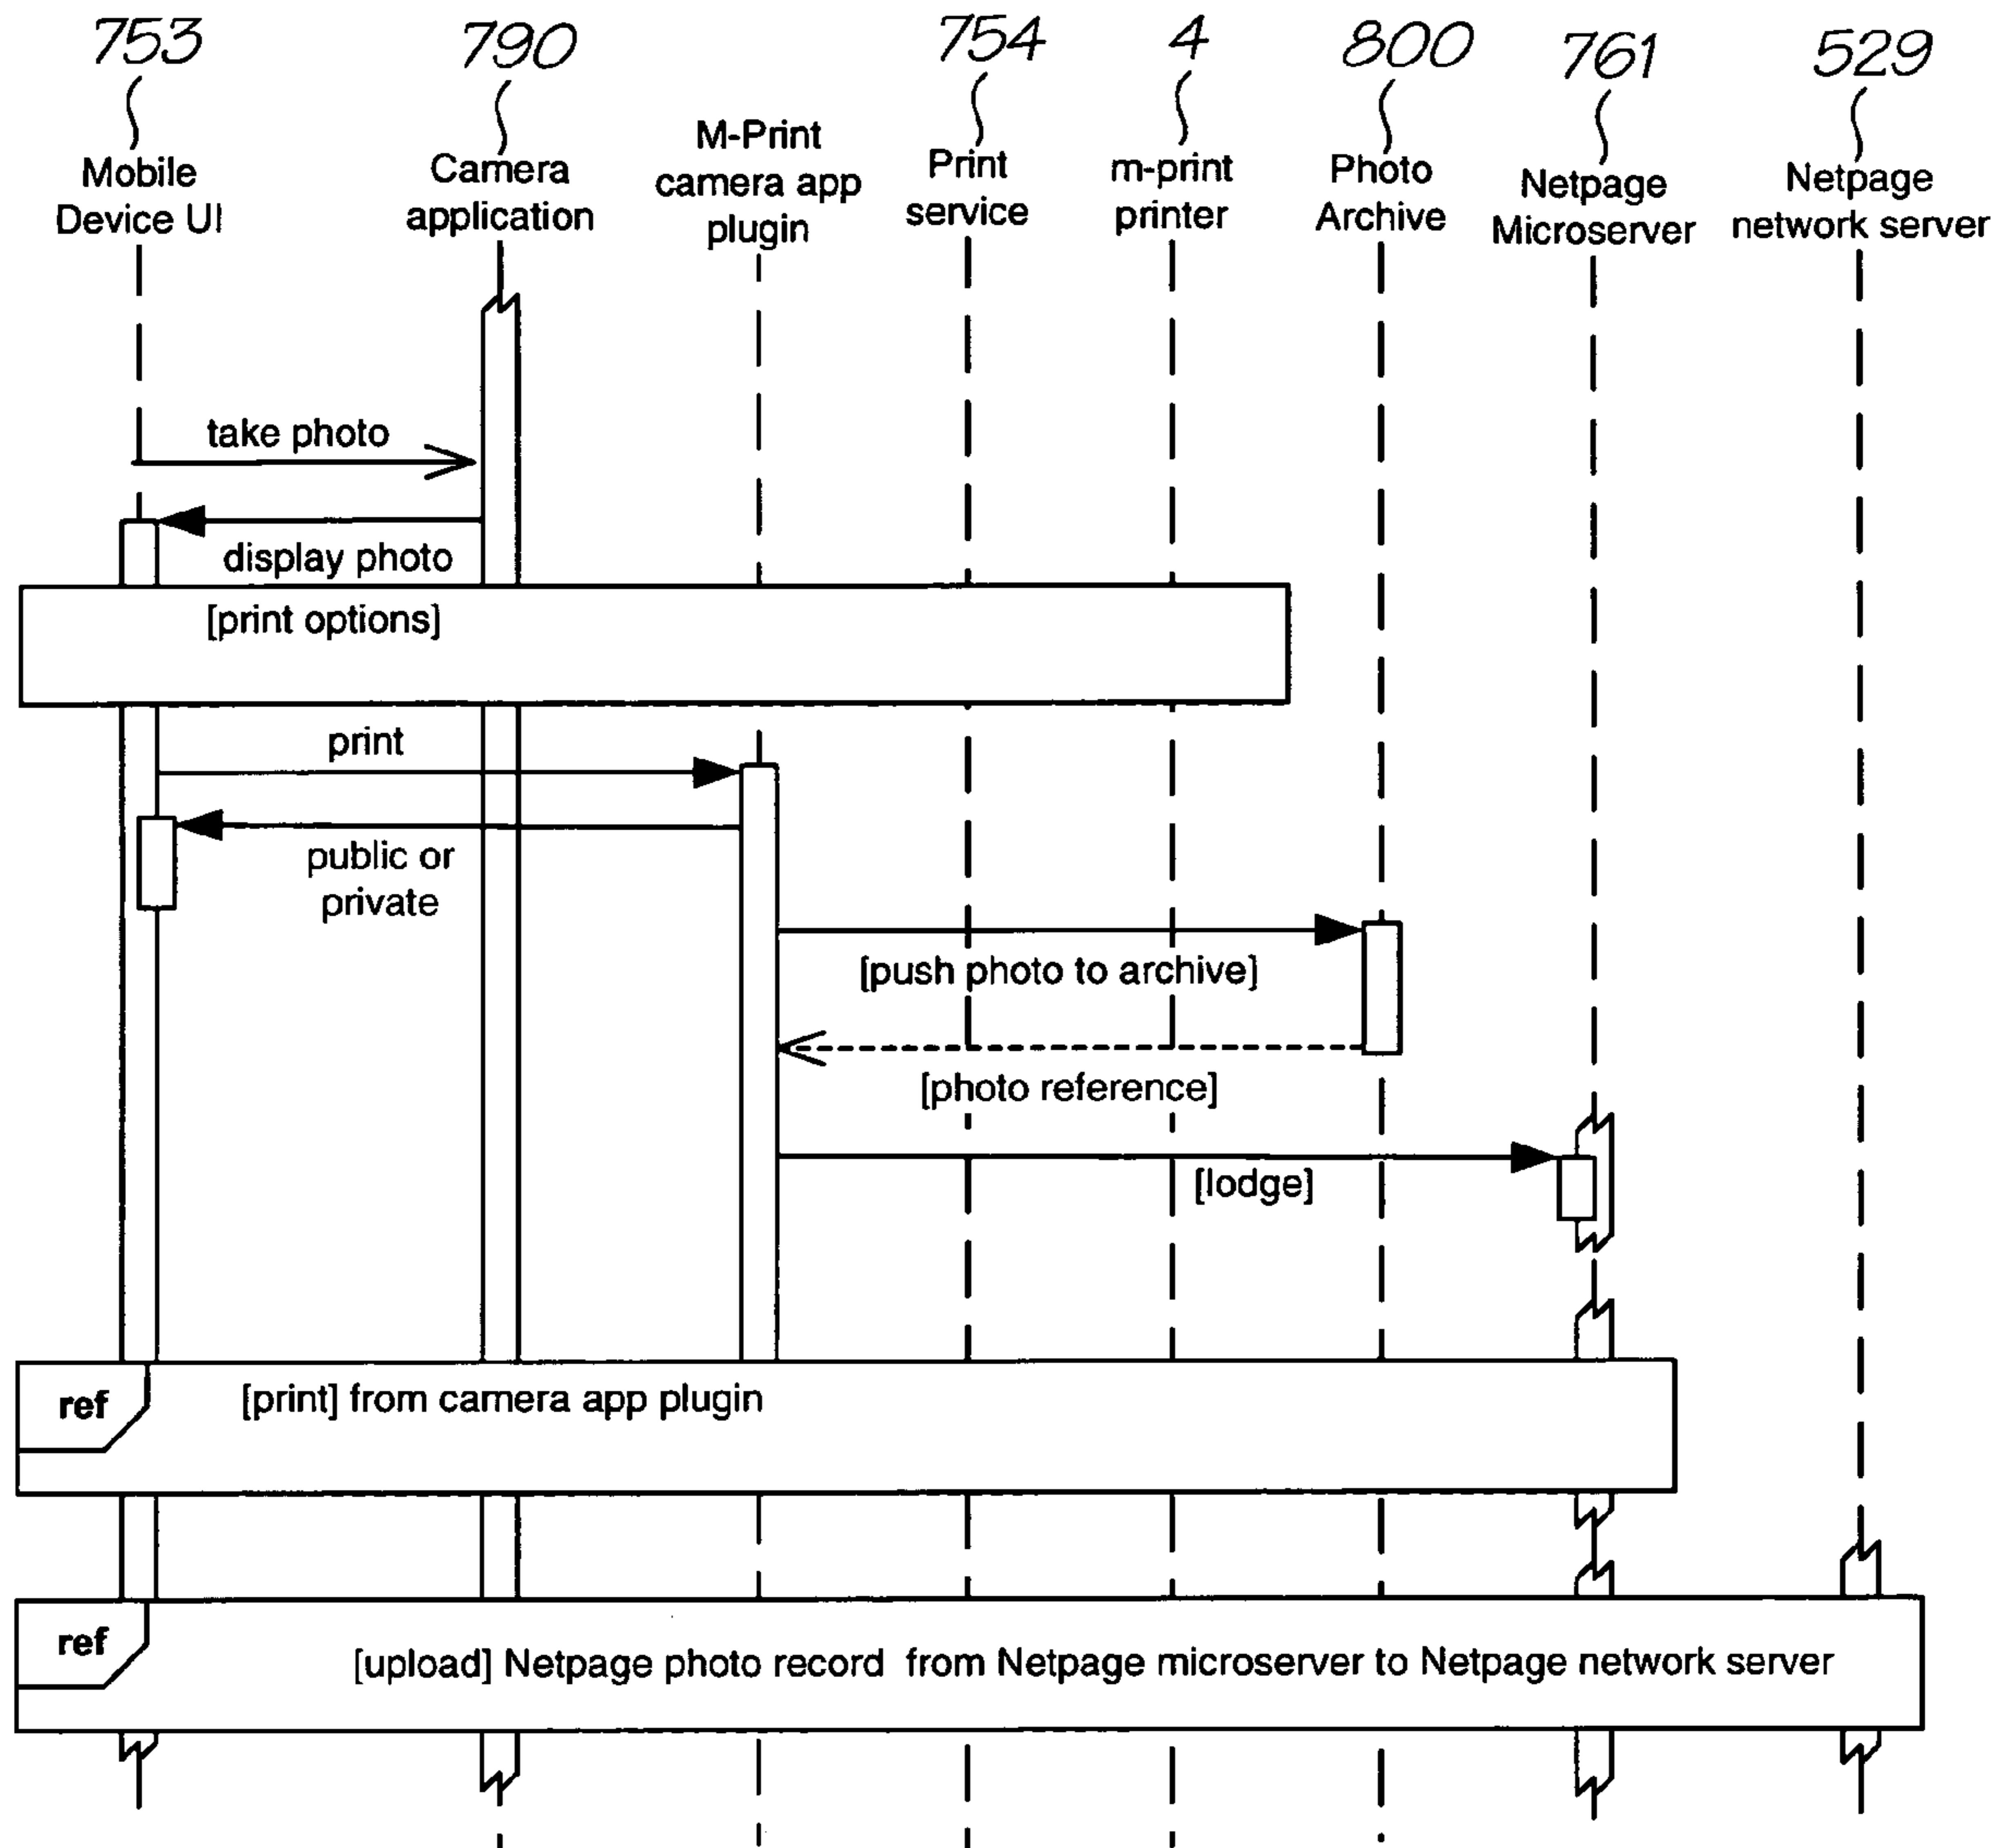 753
790
754
4
800
761
529
Mobile
Device UI
Camera
application
M-Print
camera app
plugin
Print
service
m-print
printer
Photo
Archive
Netpage
Microserver
Netpage
network server
take photo
display photo
[print options]
print
public or
private
[push photo to archive]
[photo reference]
[lodge]
ref
[print] from camera app plugin
ref
[upload] Netpage photo record from Netpage microserver to Netpage network server